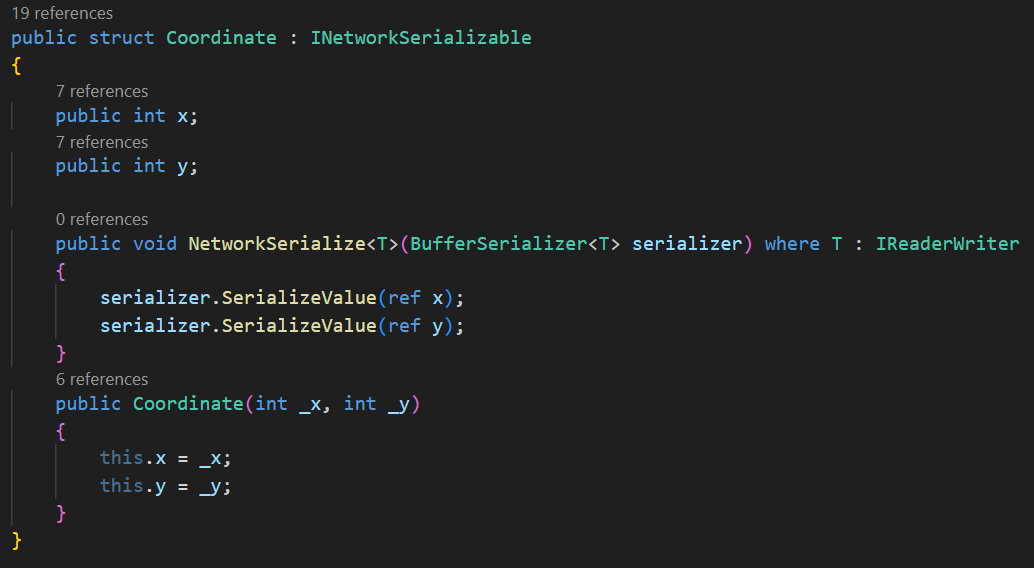 19 references
public struct Coordinate : INetworkSerializable
{
7 references
public int x;
7 references
public int y;
0 references
public void NetworkSerialize<T>(BufferSerializer<T> serializer) where T : IReaderWriter
{
serializer.SerializeValue(ref x);
serializer.SerializeValue(ref y);
}
6 references
public Coordinate(int _x, int _y)
{
this.x = _x;
this.y = _y;
}
}